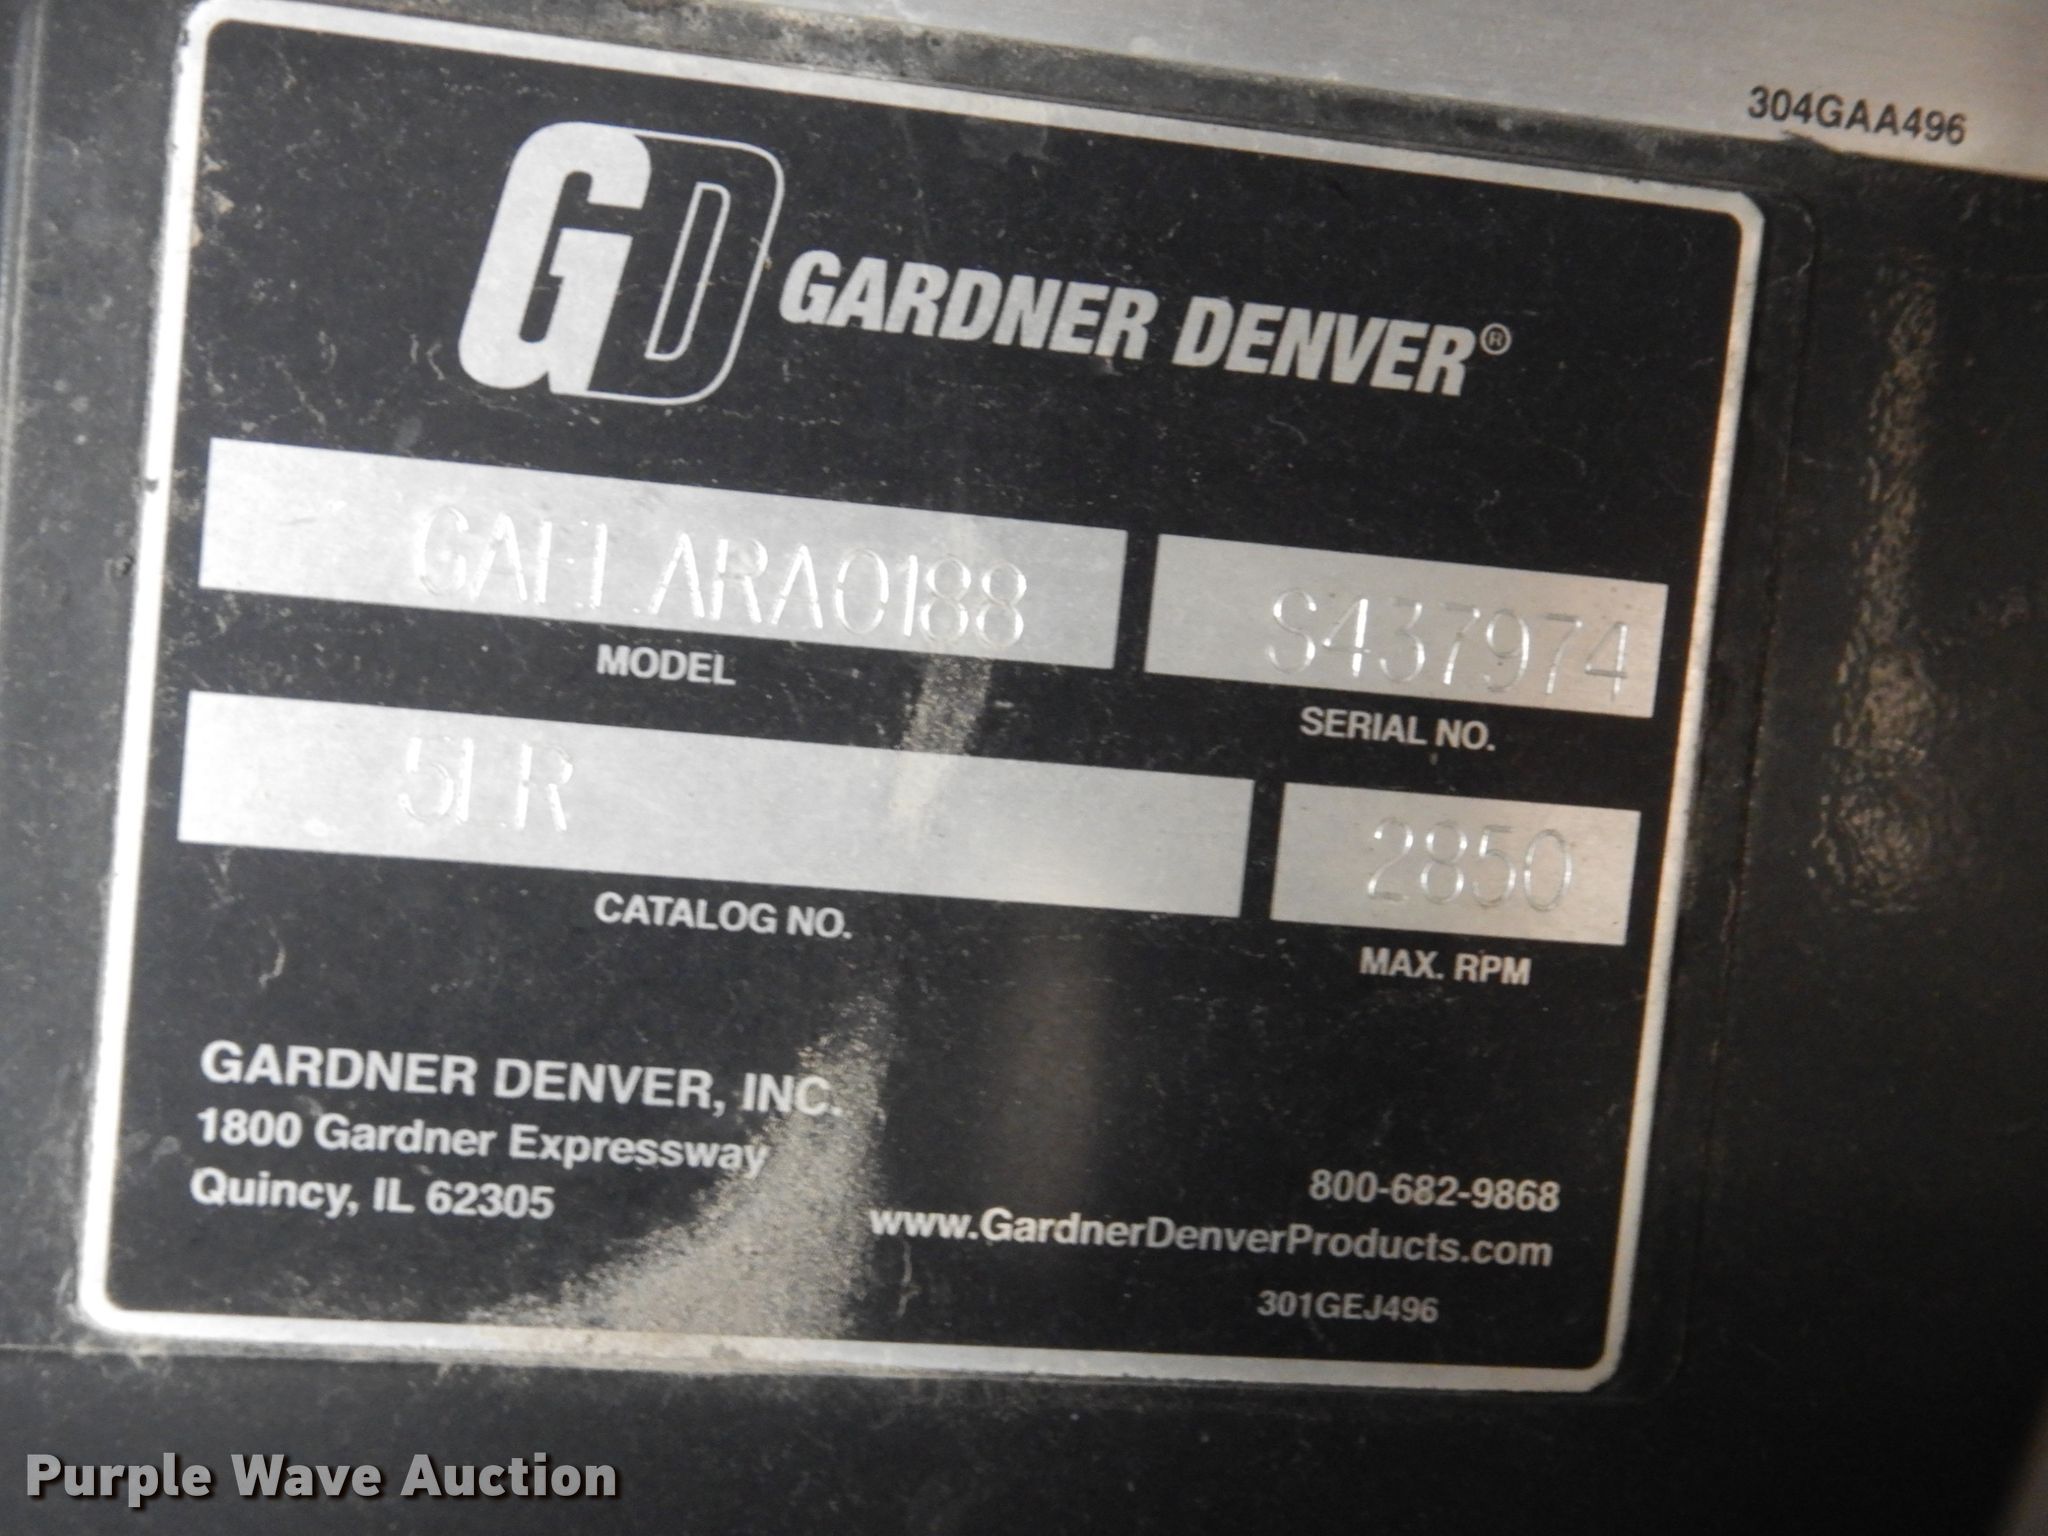 304GAA496
GD GARDNER DENVER®
S437974
MODEL
SERIAL NO.
5LR 2850
CATALOG NO.
MAX. RPM
GARDNER DENVER, INC.
1800 Gardner Expressway
Quincy, IL 62305
800-682-9868
www.GardnerDenverProducts.com
301GEJ496
Purple Wave Auction